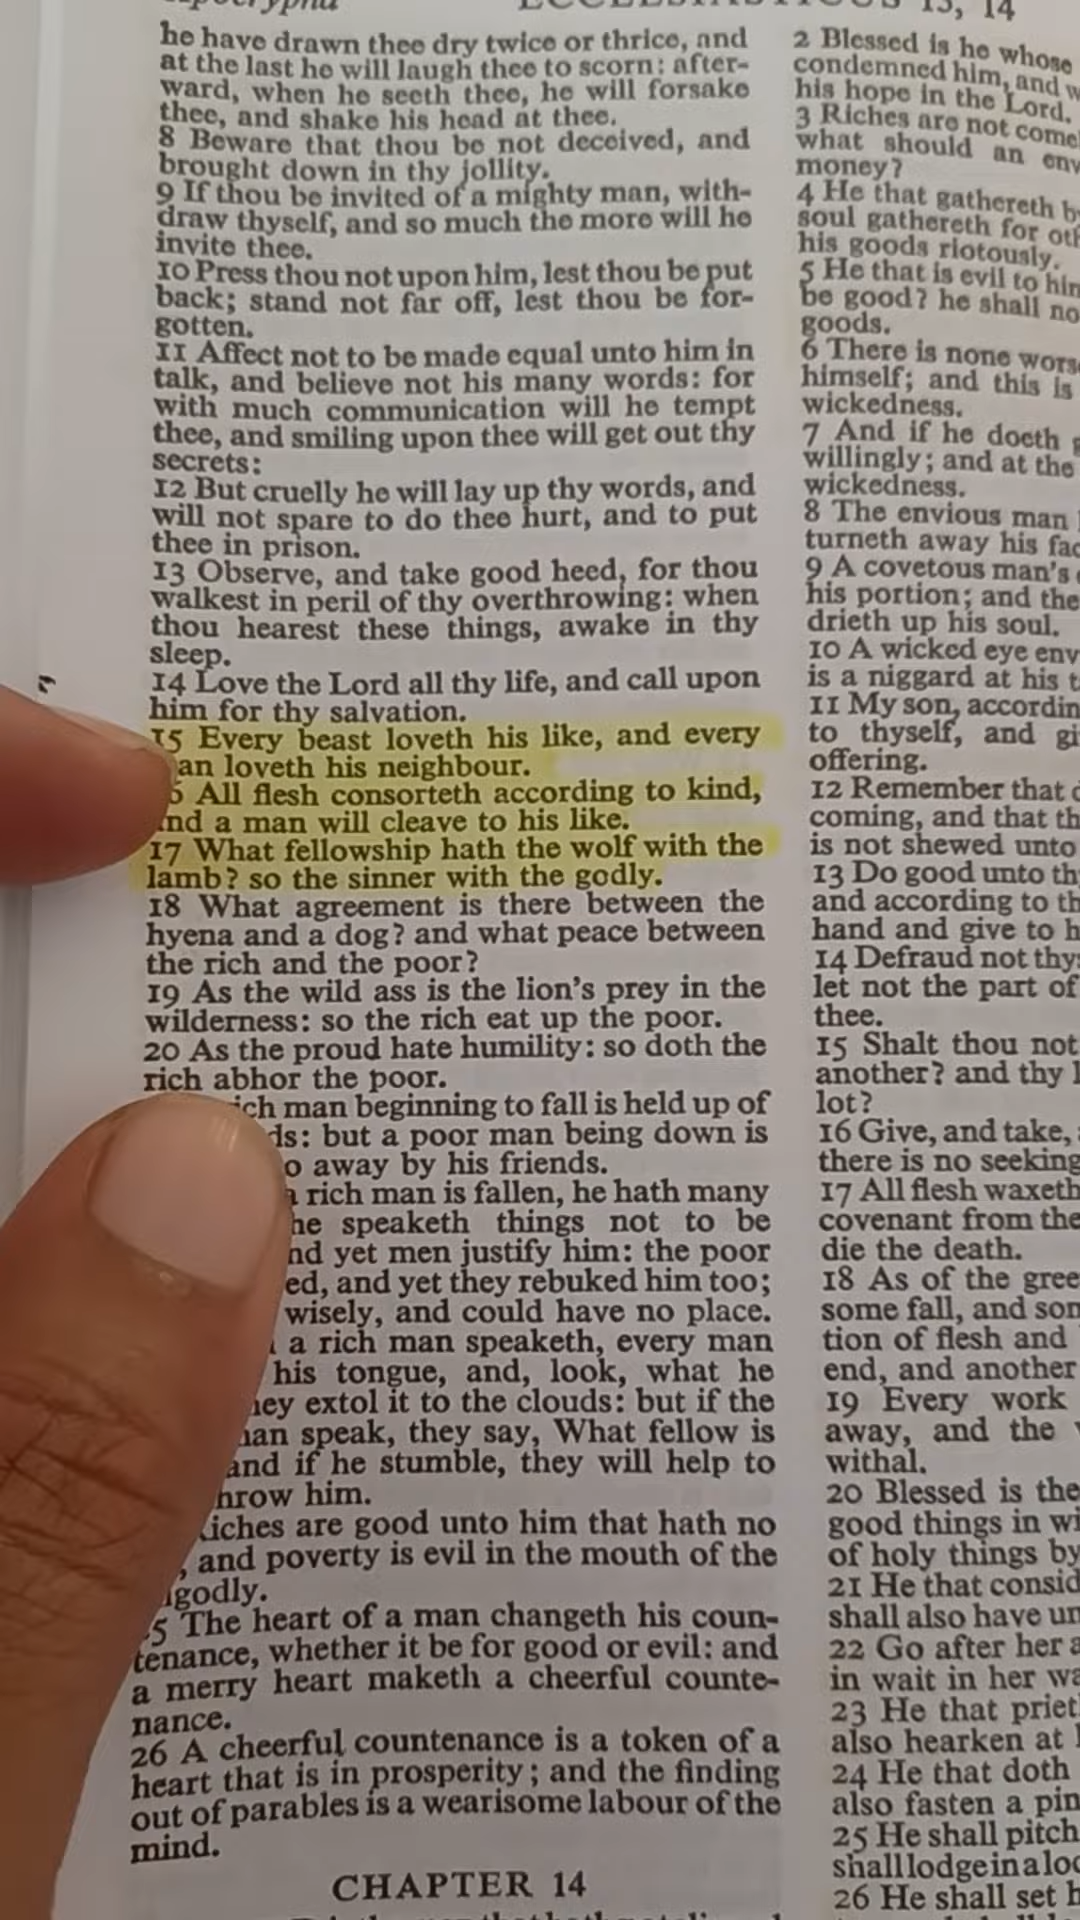 ECCLESIASTICUS 13, 14
he have drawn thee dry twice or thrice, and
at the last he will laugh thee to scorn: after-
ward, when he seeth thee, he will forsake
thee, and shake his head at thee.
8 Beware that thou be not deceived, and
brought down in thy jollity.
9 If thou be invited of a mighty man, with-
draw thyself, and so much the more will he
invite thee.
10 Press thou not upon him, lest thou be put
back; stand not far off, lest thou be for-
gotten.
11 Affect not to be made equal unto him in
talk, and believe not his many words: for
with much communication will he tempt
thee, and smiling upon thee will get out thy
secrets:
12 But cruelly he will lay up thy words, and
will not spare to do thee hurt, and to put
thee in prison.
13 Observe, and take good heed, for thou
walkest in peril of thy overthrowing: when
thou hearest these things, awake in thy
sleep.
14 Love the Lord all thy life, and call upon
him for thy salvation.
15 Every beast loveth his like, and every
an loveth his neighbour.
All flesh consorteth according to kind,
and a man will cleave to his like.
17 What fellowship hath the wolf with the
lamb? so the sinner with the godly.
18 What agreement is there between the
hyena and a dog? and what peace between
the rich and the poor?
19 As the wild ass is the lion's prey in the
wilderness: so the rich eat up the poor.
20 As the proud hate humility: so doth the
rich abhor the poor.
ich man beginning to fall is held up of
ds: but a poor man being down is
o away by his friends.
a rich man is fallen, he hath many
he speaketh things not to be
nd yet men justify him: the poor
ed, and yet they rebuked him too;
wisely, and could have no place.
a rich man speaketh, every man
his tongue, and, look, what he
hey extol it to the clouds: but if the
man speak, they say, What fellow is
and if he stumble, they will help to
hrow him.
Riches are good unto him that hath no
, and poverty is evil in the mouth of the
godly.
5 The heart of a man changeth his coun-
tenance, whether it be for good or evil: and
a merry heart maketh a cheerful counte-
nance.
26 A cheerful countenance is a token of a
heart that is in prosperity; and the finding
out of parables is a wearisome labour of the
mind.
CHAPTER 14
2 Blessed is he whose
condemned him, and
his hope in the Lord.
3 Riches are not come
what should an env
money?
4 He that gathereth b
soul gathereth for oth
his goods riotously.
5 He that is evil to him
be good? he shall no
goods.
6 There is none wors
himself; and this is
wickedness.
7 And if he doeth g
willingly; and at the
wickedness.
8 The envious man
turneth away his fac
9 A covetous man's
his portion; and the
drieth up his soul.
10 A wicked eye env
is a niggard at his t
11 My son, accordin
to thyself, and gi
offering.
12 Remember that d
coming, and that th
is not shewed unto
13 Do good unto th
and according to th
hand and give to h
14 Defraud not thy
let not the part of
thee.
15 Shalt thou not
another? and thy l
lot?
16 Give, and take,
there is no seeking
17 All flesh waxeth
covenant from the
die the death.
18 As of the gree
some fall, and som
tion of flesh and
end, and another
19 Every work
away, and the
withal.
20 Blessed is the
good things in wi
of holy things by
21 He that consid
shall also have un
22 Go after her a
in wait in her wa
23 He that priet
also hearken at
24 He that doth
also fasten a pin
25 He shall pitch
shall lodge in a loc
26 He shall set h